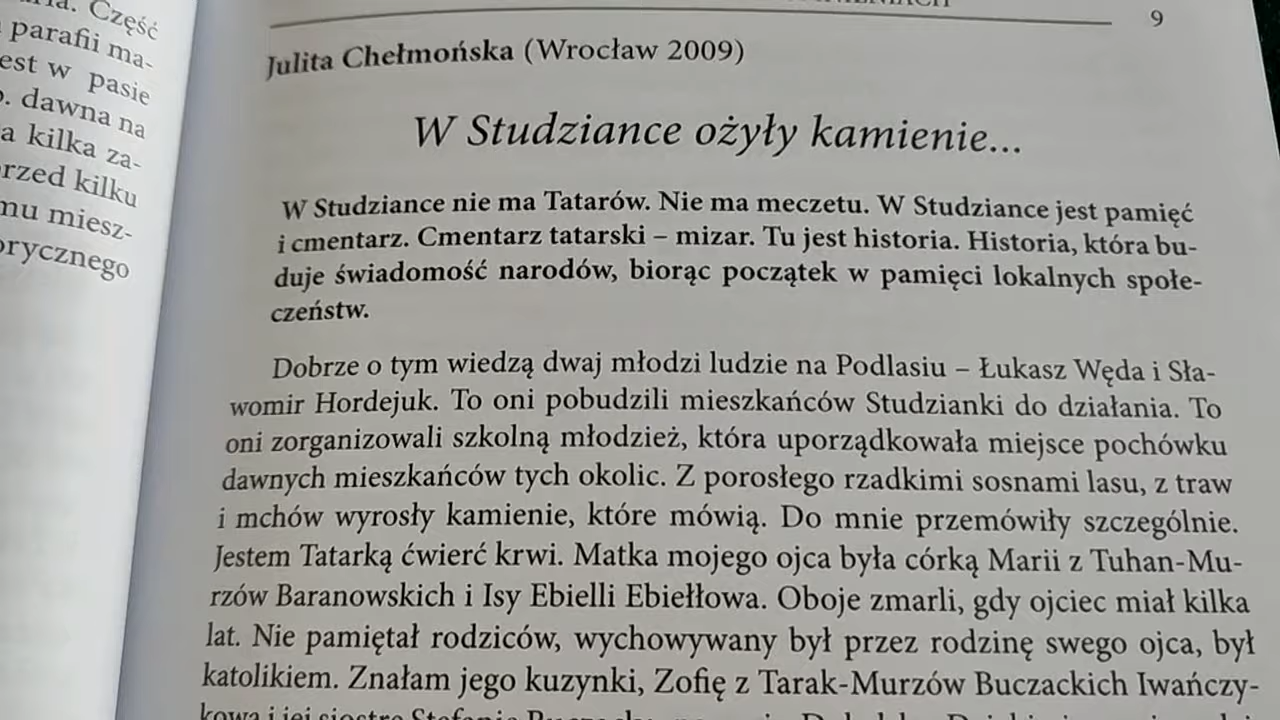 Część
parafii ma-
est w pasie
dawna na
a kilka za-
rzed kilku
mu miesz-
orycznego
9
Julita Chełmońska (Wrocław 2009)
W Studziance ożyły kamienie...
W Studziance nie ma Tatarów. Nie ma meczetu. W Studziance jest pamięć
i cmentarz. Cmentarz tatarski – mizar. Tu jest historia. Historia, która bu-
duje świadomość narodów, biorąc początek w pamięci lokalnych społe-
czeństw.
Dobrze o tym wiedzą dwaj młodzi ludzie na Podlasiu – Łukasz Węda i Sła-
womir Hordejuk. To oni pobudzili mieszkańców Studzianki do działania. To
oni zorganizowali szkolną młodzież, która uporządkowała miejsce pochówku
dawnych mieszkańców tych okolic. Z porosłego rzadkimi sosnami lasu, z traw
i mchów wyrosły kamienie, które mówią. Do mnie przemówiły szczególnie.
Jestem Tatarką ćwierć krwi. Matka mojego ojca była córką Marii z Tuhan-Mu-
rzów Baranowskich i Isy Ebielli Ebiełłowa. Oboje zmarli, gdy ojciec miał kilka
lat. Nie pamiętał rodziców, wychowywany był przez rodzinę swego ojca, był
katolikiem. Znałam jego kuzynki, Zofię z Tarak-Murzów Buczackich Iwańczy-